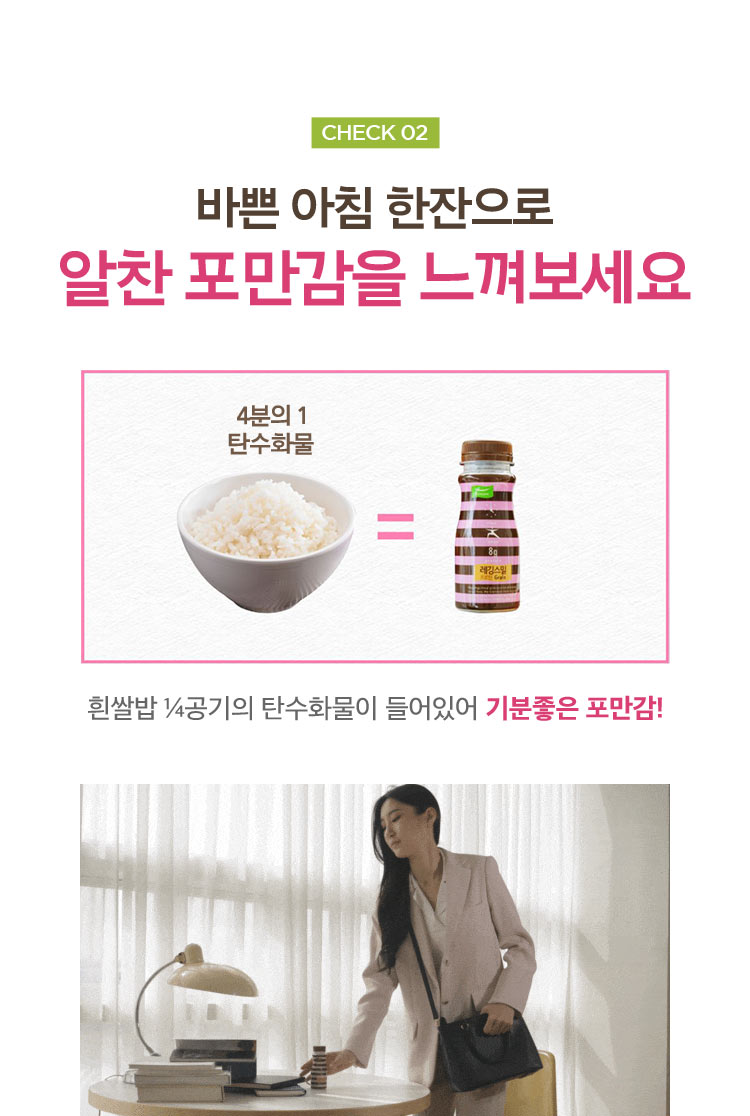 CHECK 02
바쁜 아침 한잔으로
알찬 포만감을 느껴보세요
4분의 1
탄수화물
=
8g
레깅스밀
Grain
흰쌀밥 ¼공기의 탄수화물이 들어있어 기분좋은 포만감!